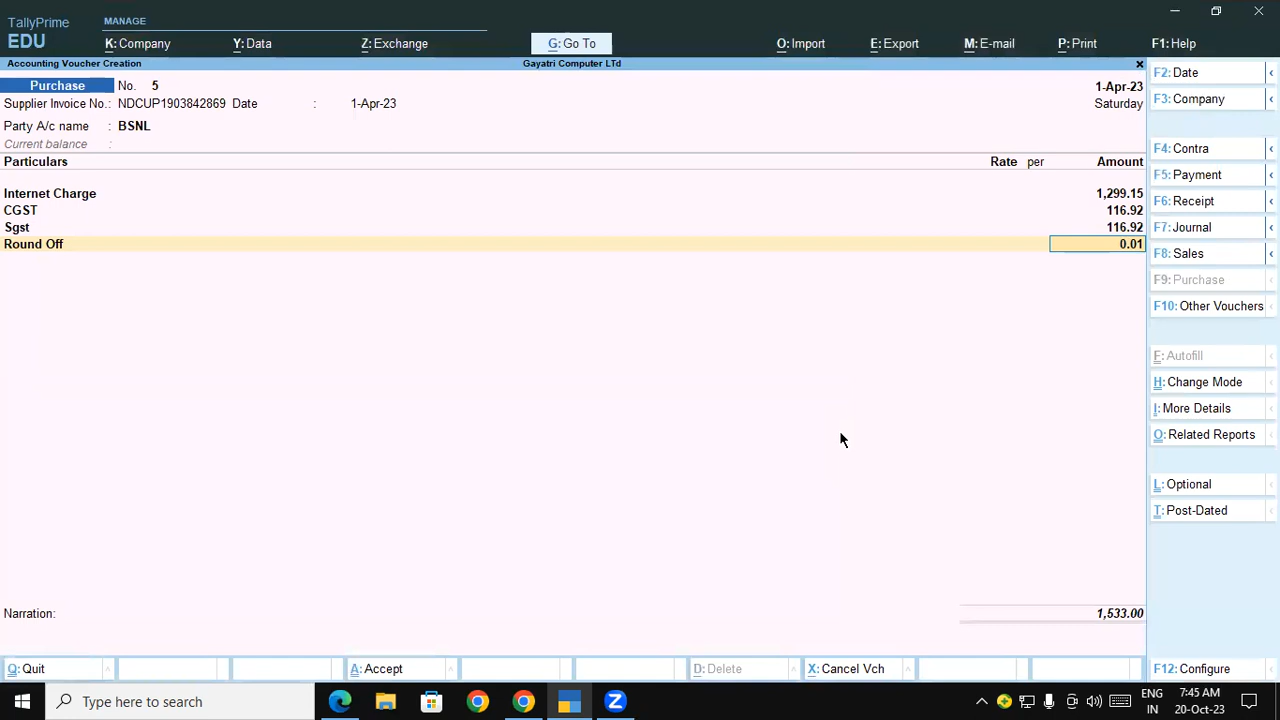 TallyPrime
EDU
MANAGE
K: Company
Y: Data
Z: Exchange
G: Go To
O: Import
E: Export
M: E-mail
P: Print
F1: Help
Accounting Voucher Creation
Gayatri Computer LTd
×
Purchase No. 5
1-Apr-23
Supplier Invoice No.: NDCUP1903842869 Date : 1-Apr-23
Saturday
Party A/c name : BSNL
Current balance :
Particulars Rate per Amount
Internet Charge 1,299.15
CGST 116.92
Sgst 116.92
Round Off 0.01
Narration: 1,533.00
F2: Date
F3: Company
F4: Contra
F5: Payment
F6: Receipt
F7: Journal
F8: Sales
F9: Purchase
F10: Other Vouchers
F: Autofill
H: Change Mode
I: More Details
O: Related Reports
L: Optional
T: Post-Dated
Q: Quit
A: Accept
D: Delete
X: Cancel Vch
F12: Configure
Type here to search
ENG
IN
7:45 AM
20-Oct-23